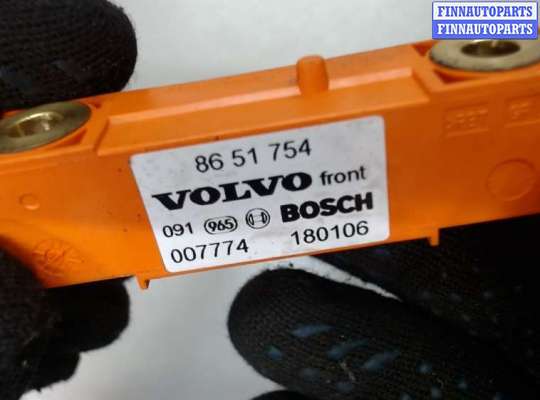 FINNAUTOPARTS
FINNAUTOPARTS
86 51 754
VOLVO front
091 965 BOSCH
007774 180106